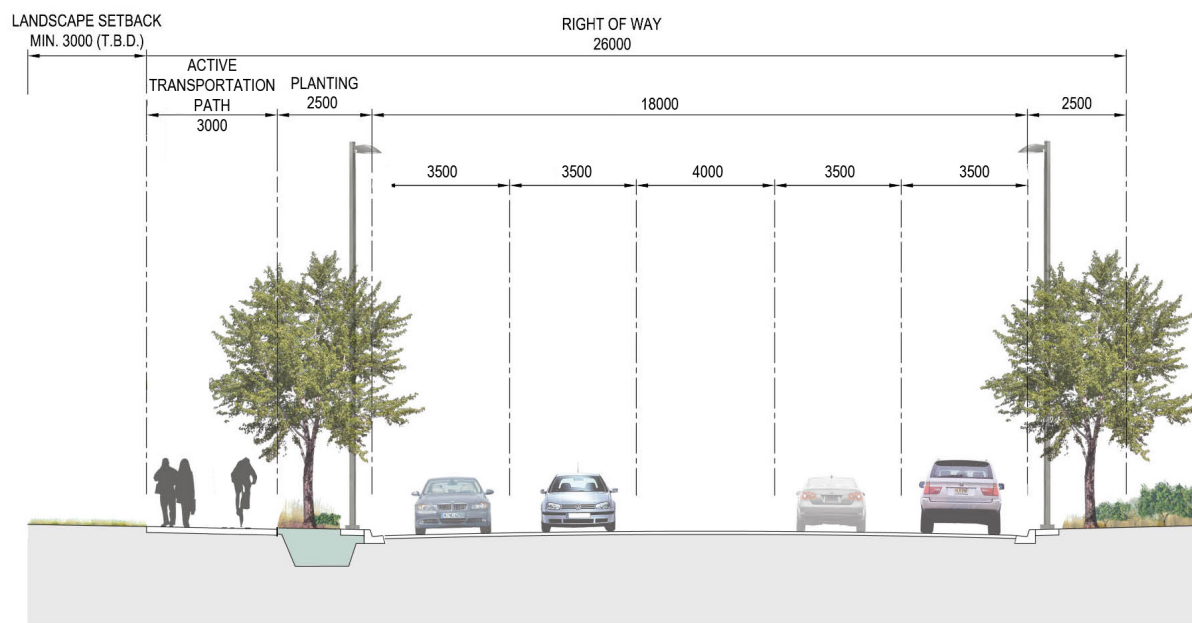 LANDSCAPE SETBACK
MIN. 3000 (T.B.D.)
RIGHT OF WAY
26000
ACTIVE
TRANSPORTATION
PATH
3000
PLANTING
2500
18000
2500
3500
3500
4000
3500
3500